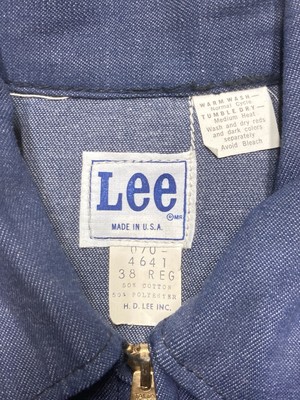 WARM WASH—
Normal Cycle
TUMBLE DRY—
Medium Heat
Wash and dry reds
and dark colors
separately
Avoid Bleach
Lee
©MR
MADE IN U.S.A.
070-
4641
38 REG
50% COTTON
50% POLYESTER
H. D. LEE INC.